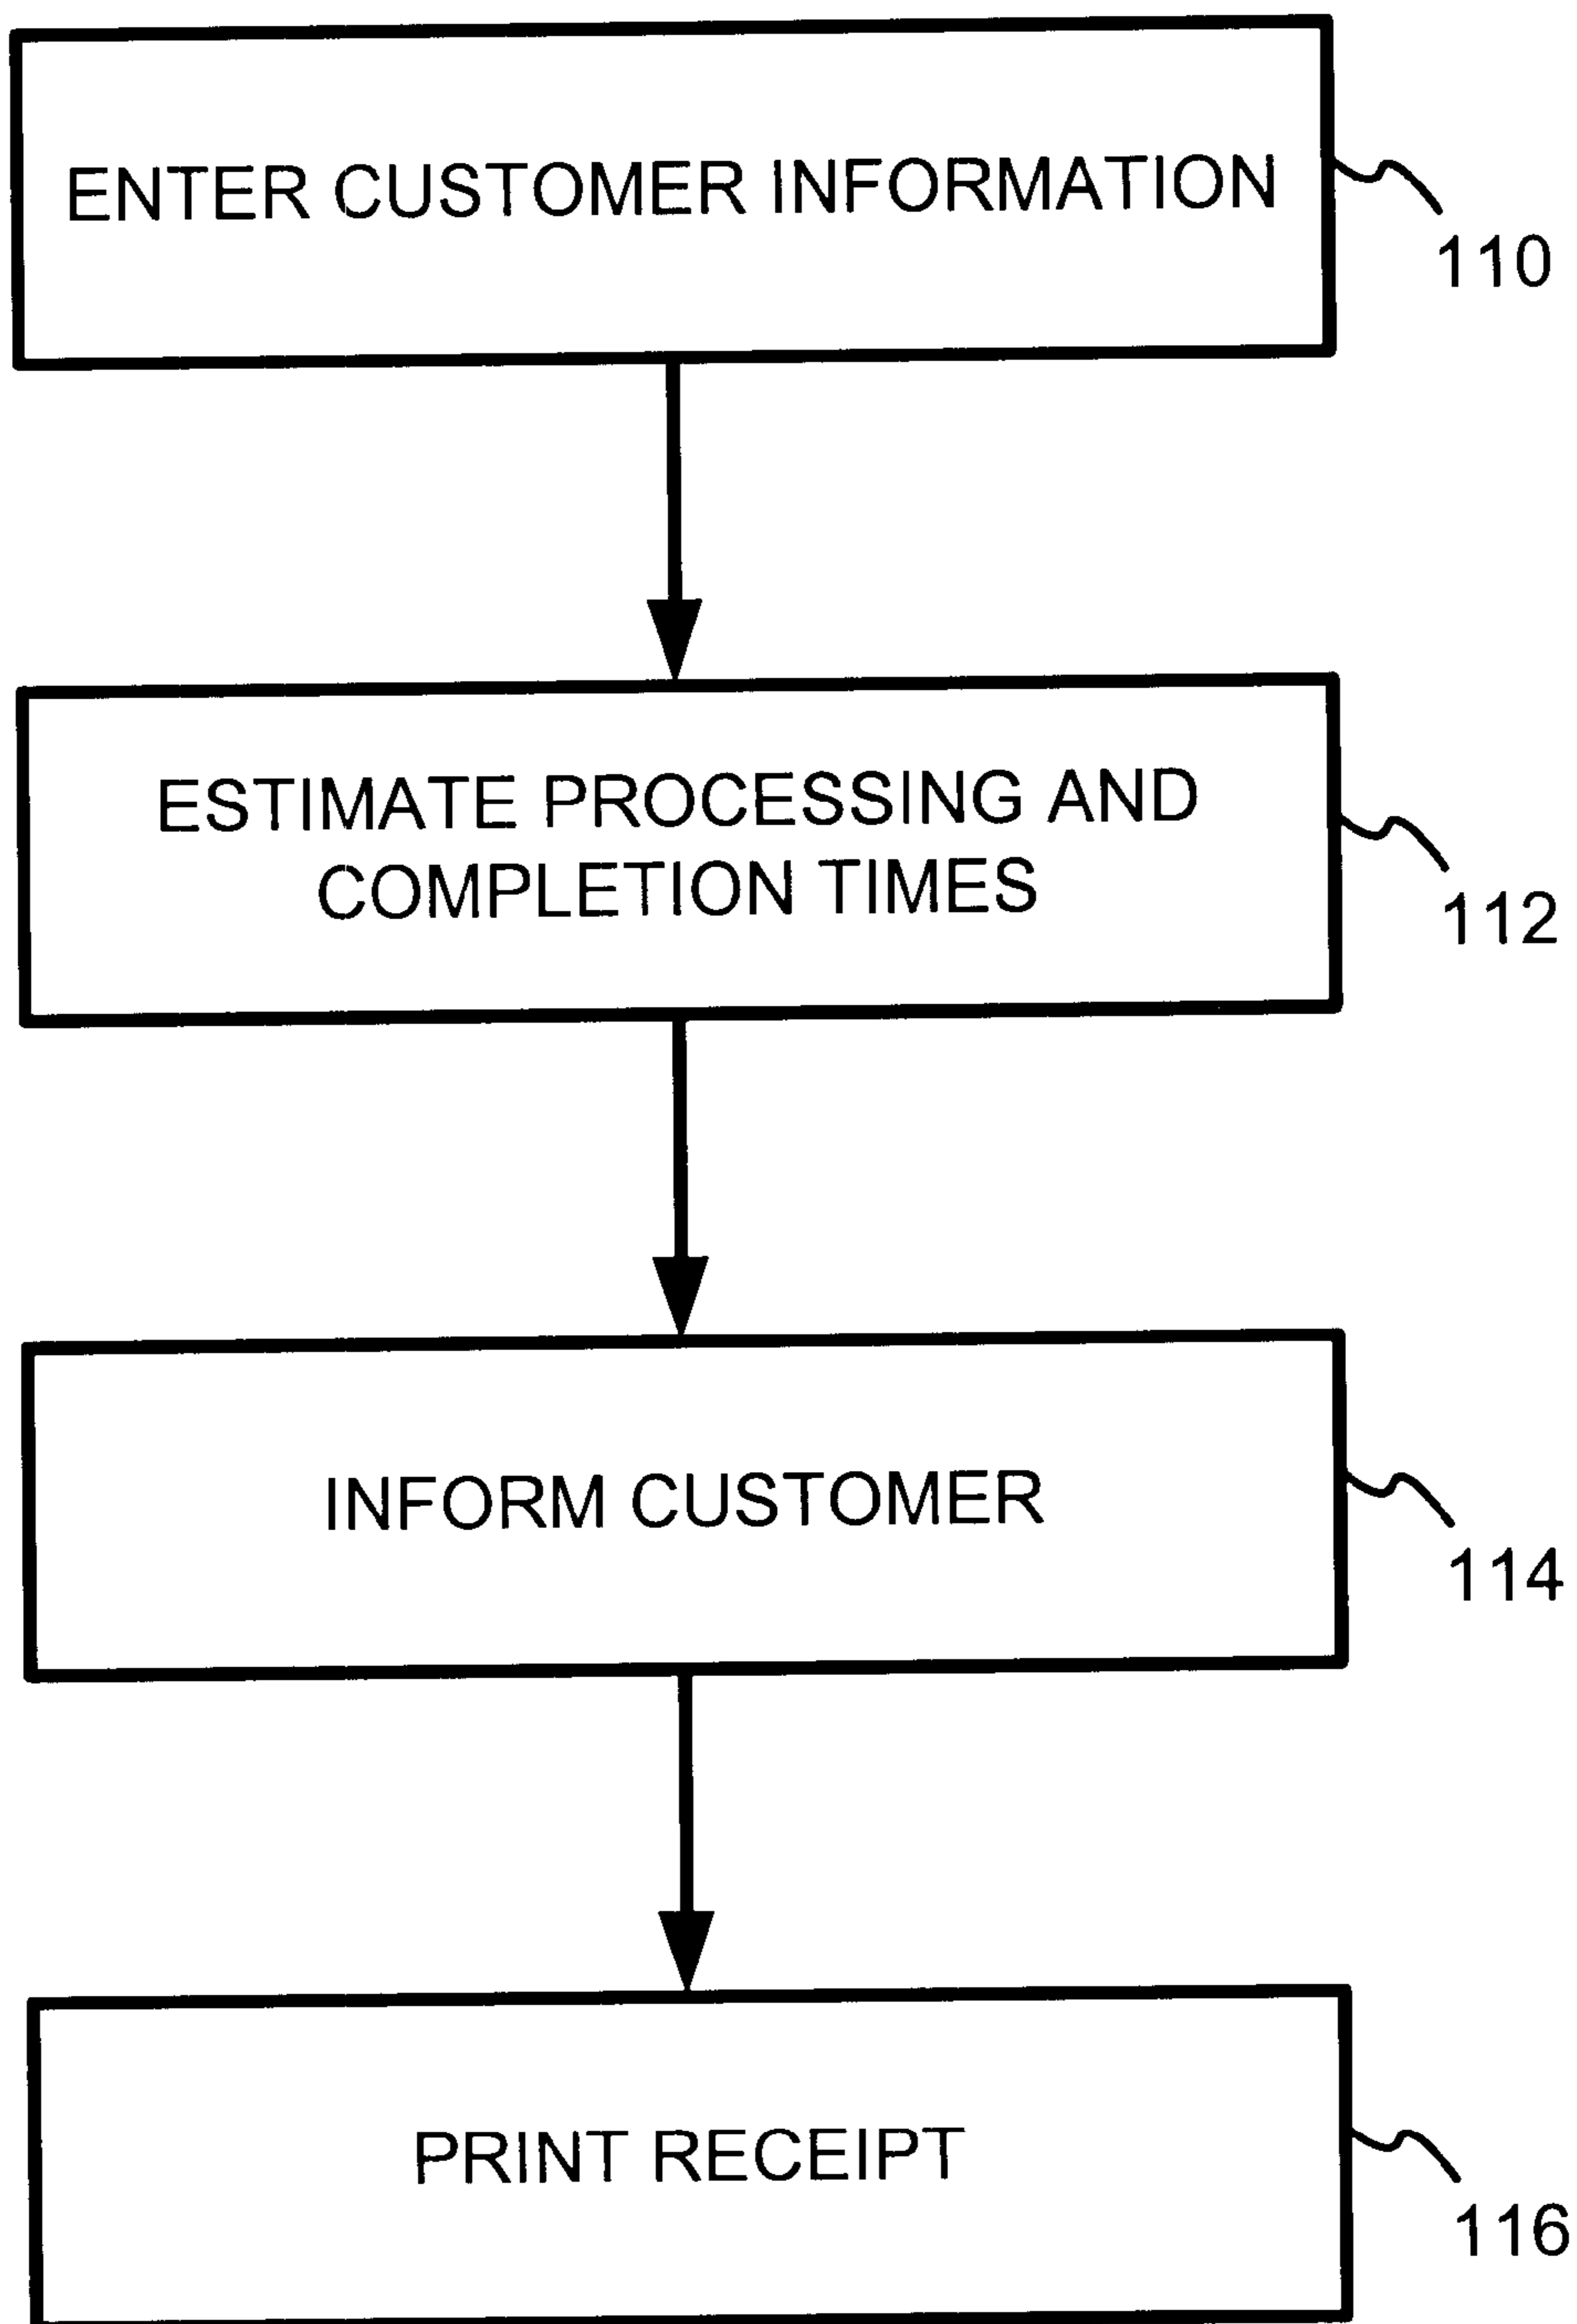 ENTER CUSTOMER INFORMATION
110
ESTIMATE PROCESSING AND
COMPLETION TIMES
112
INFORM CUSTOMER
114
PRINT RECEIPT
116